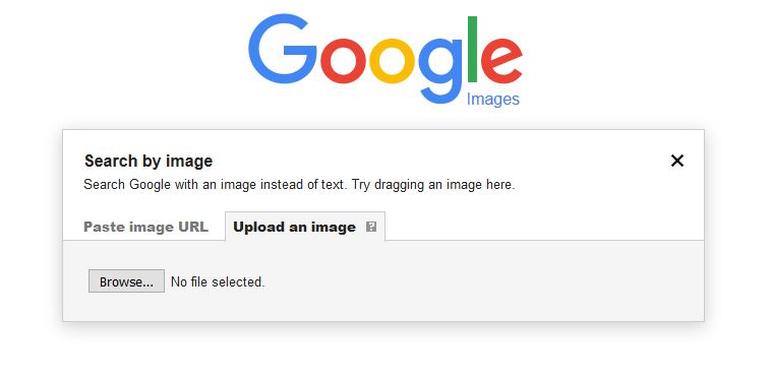 Google
Images
Search by image
Search Google with an image instead of text. Try dragging an image here.
Paste image URL Upload an image ?
Browse... No file selected.